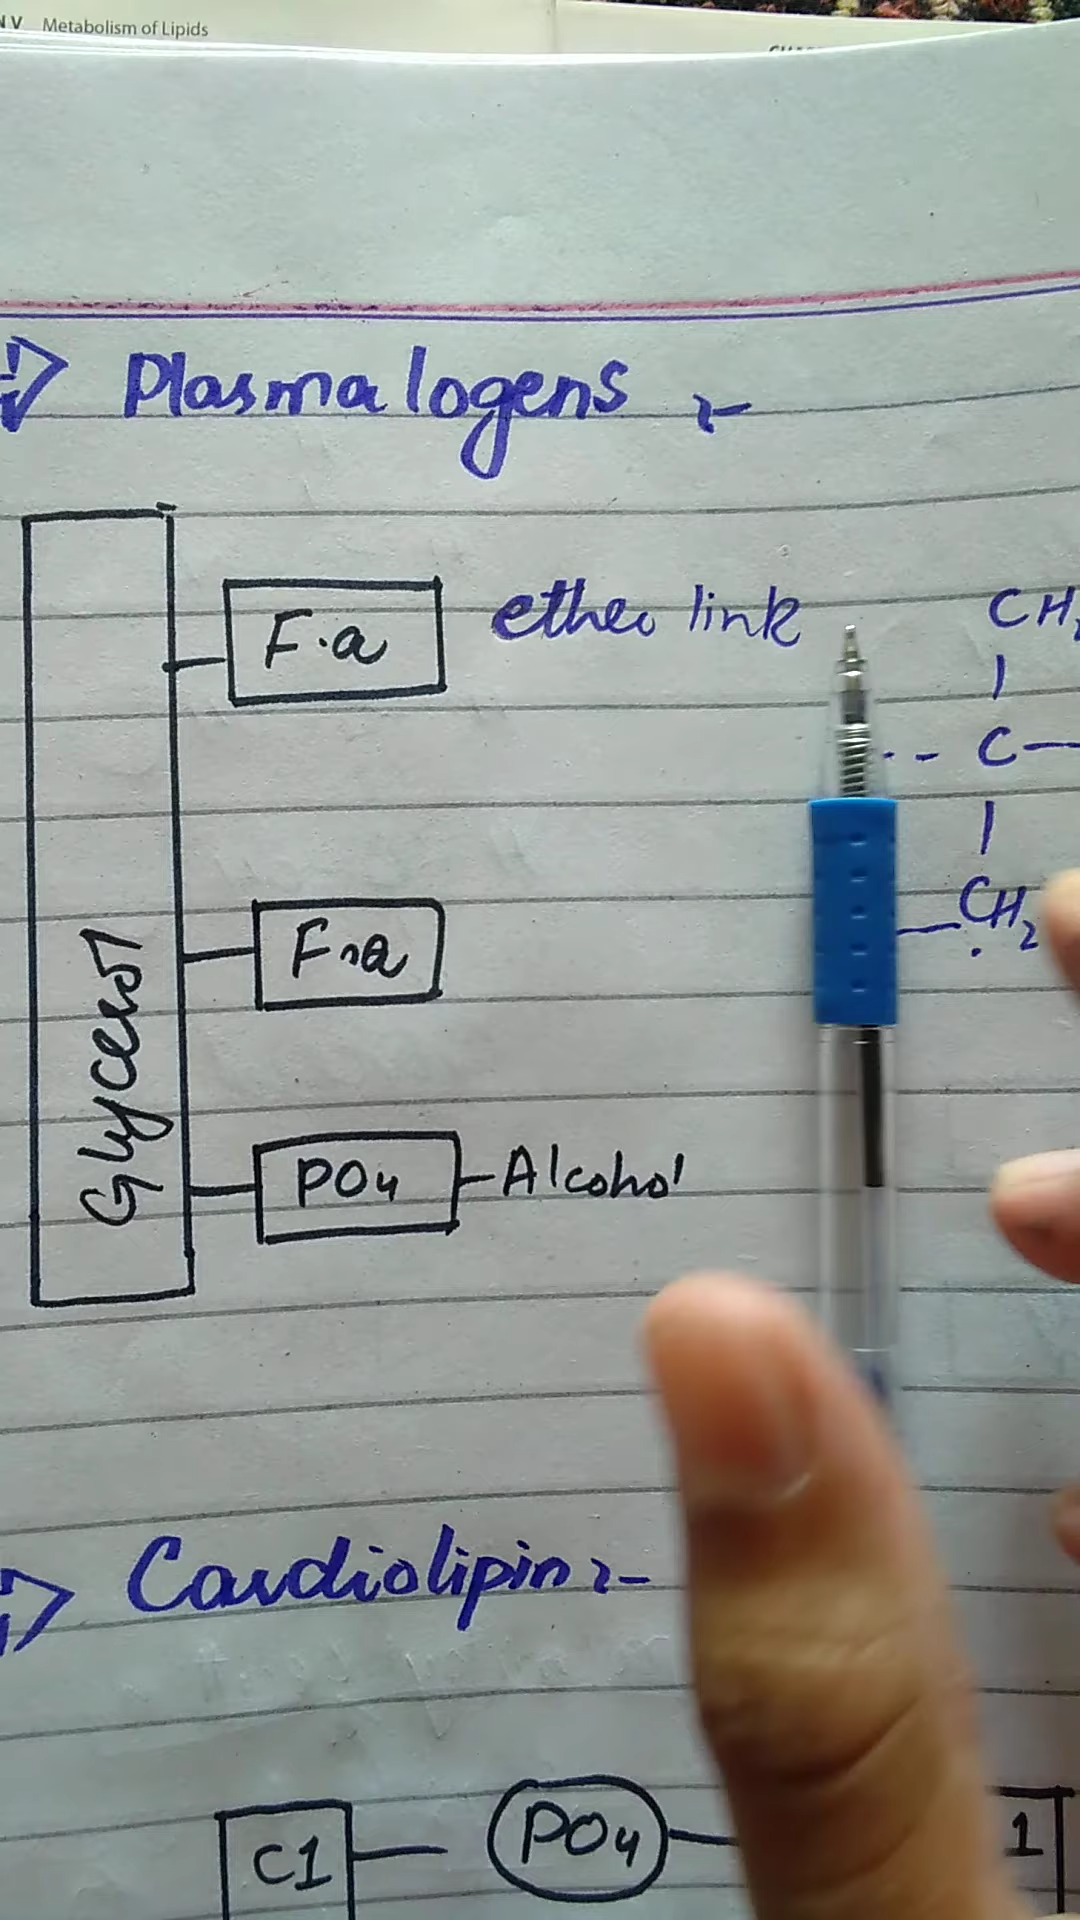 Metabolism of Lipids
Plasmalogens :-
F.a ether link
CH
C
F.a
CH2
Glycerol
PO4 - Alcohol
Cardiolipin :-
C1 PO4 1